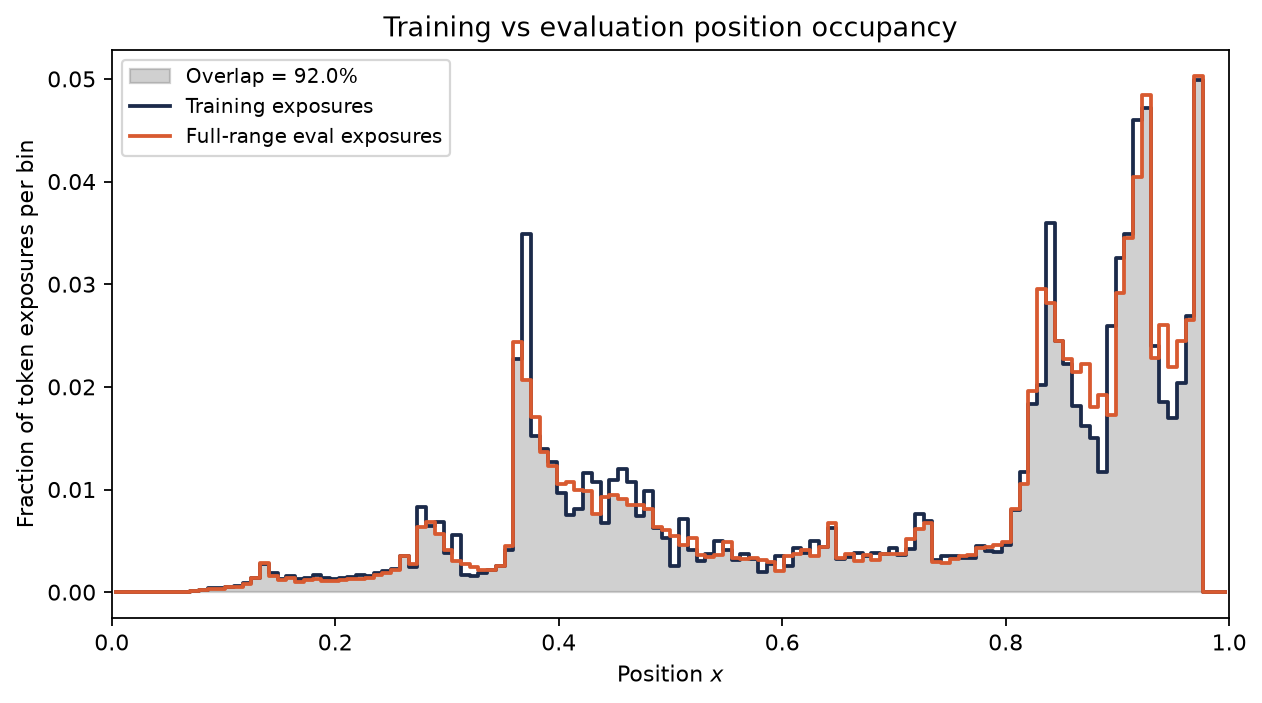 Training vs evaluation position occupancy
Overlap = 92.0%
Training exposures
Full-range eval exposures
Fraction of token exposures per bin
0.05
0.04
0.03
0.02
0.01
0.00
0.0 0.2 0.4 0.6 0.8 1.0
Position x